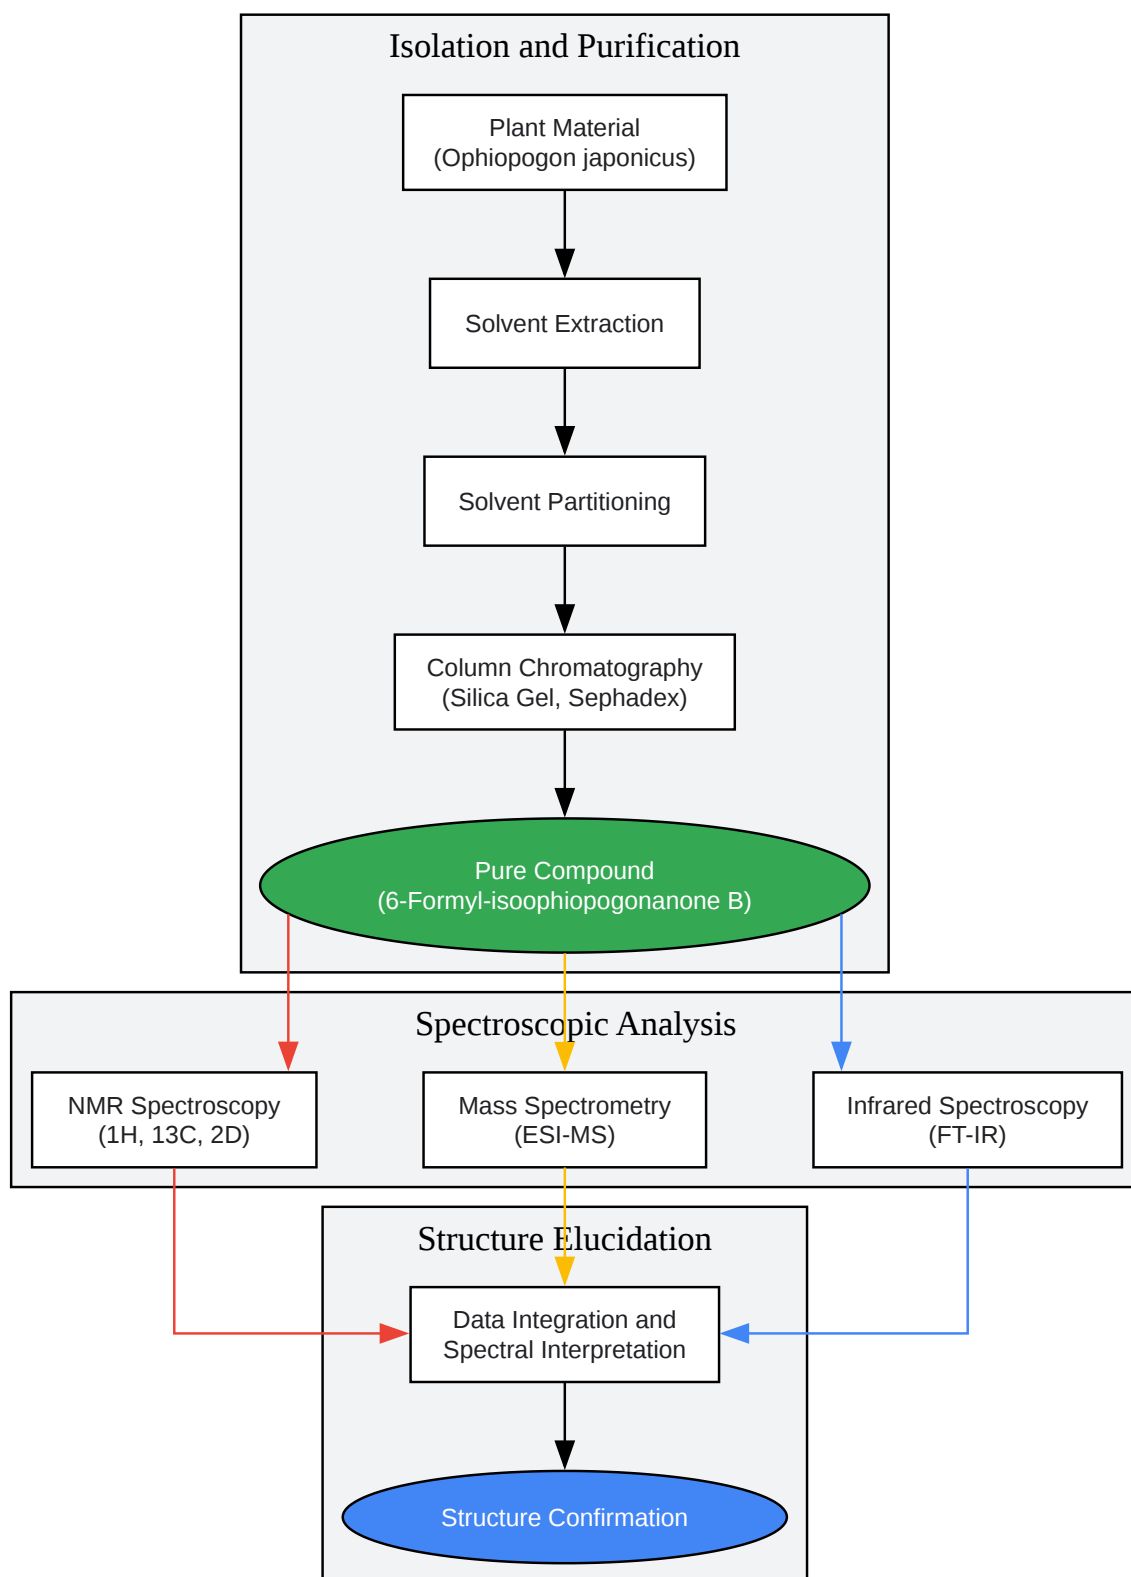 Isolation and Purification
Plant Material
(Ophiopogon japonicus)
Solvent Extraction
Solvent Partitioning
Column Chromatography
(Silica Gel, Sephadex)
Pure Compound
(6-Formyl-isoophiopogonanone B)
Spectroscopic Analysis
NMR Spectroscopy
(1H, 13C, 2D)
Mass Spectrometry
(ESI-MS)
Infrared Spectroscopy
(FT-IR)
Structure Elucidation
Data Integration and
Spectral Interpretation
Structure Confirmation